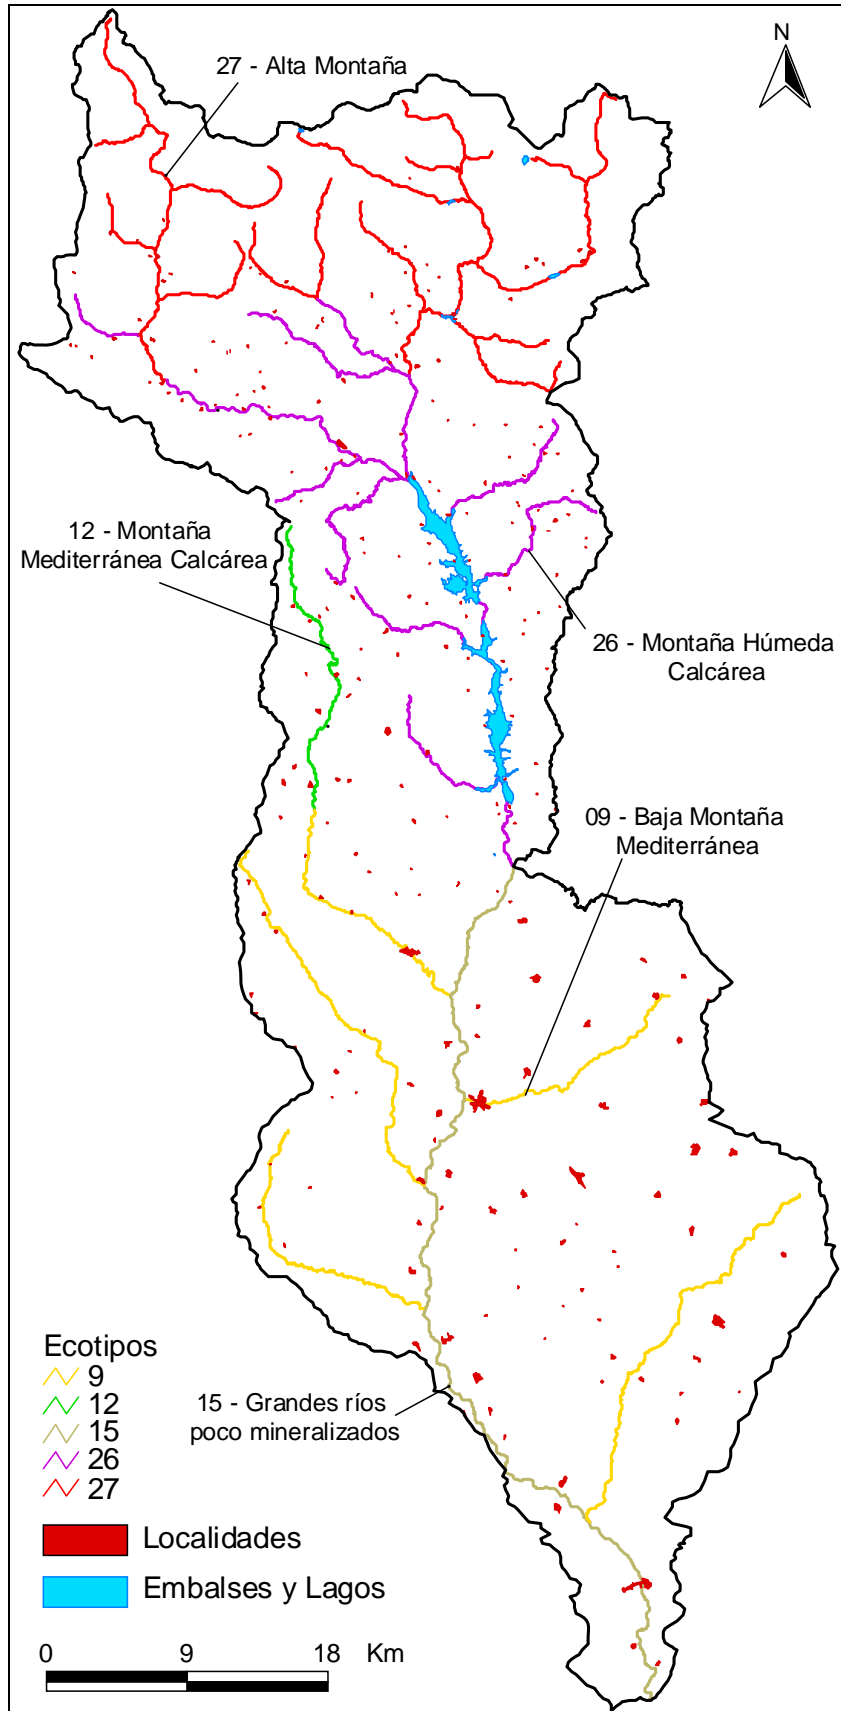 N
27 - Alta Montaña
12 - Montaña
Mediterránea Calcárea
26 - Montaña Húmeda
Calcárea
09 - Baja Montaña
Mediterránea
15 - Grandes ríos
poco mineralizados
Ecotipos
9
12
15
26
27
Localidades
Embalses y Lagos
0 9 18 Km